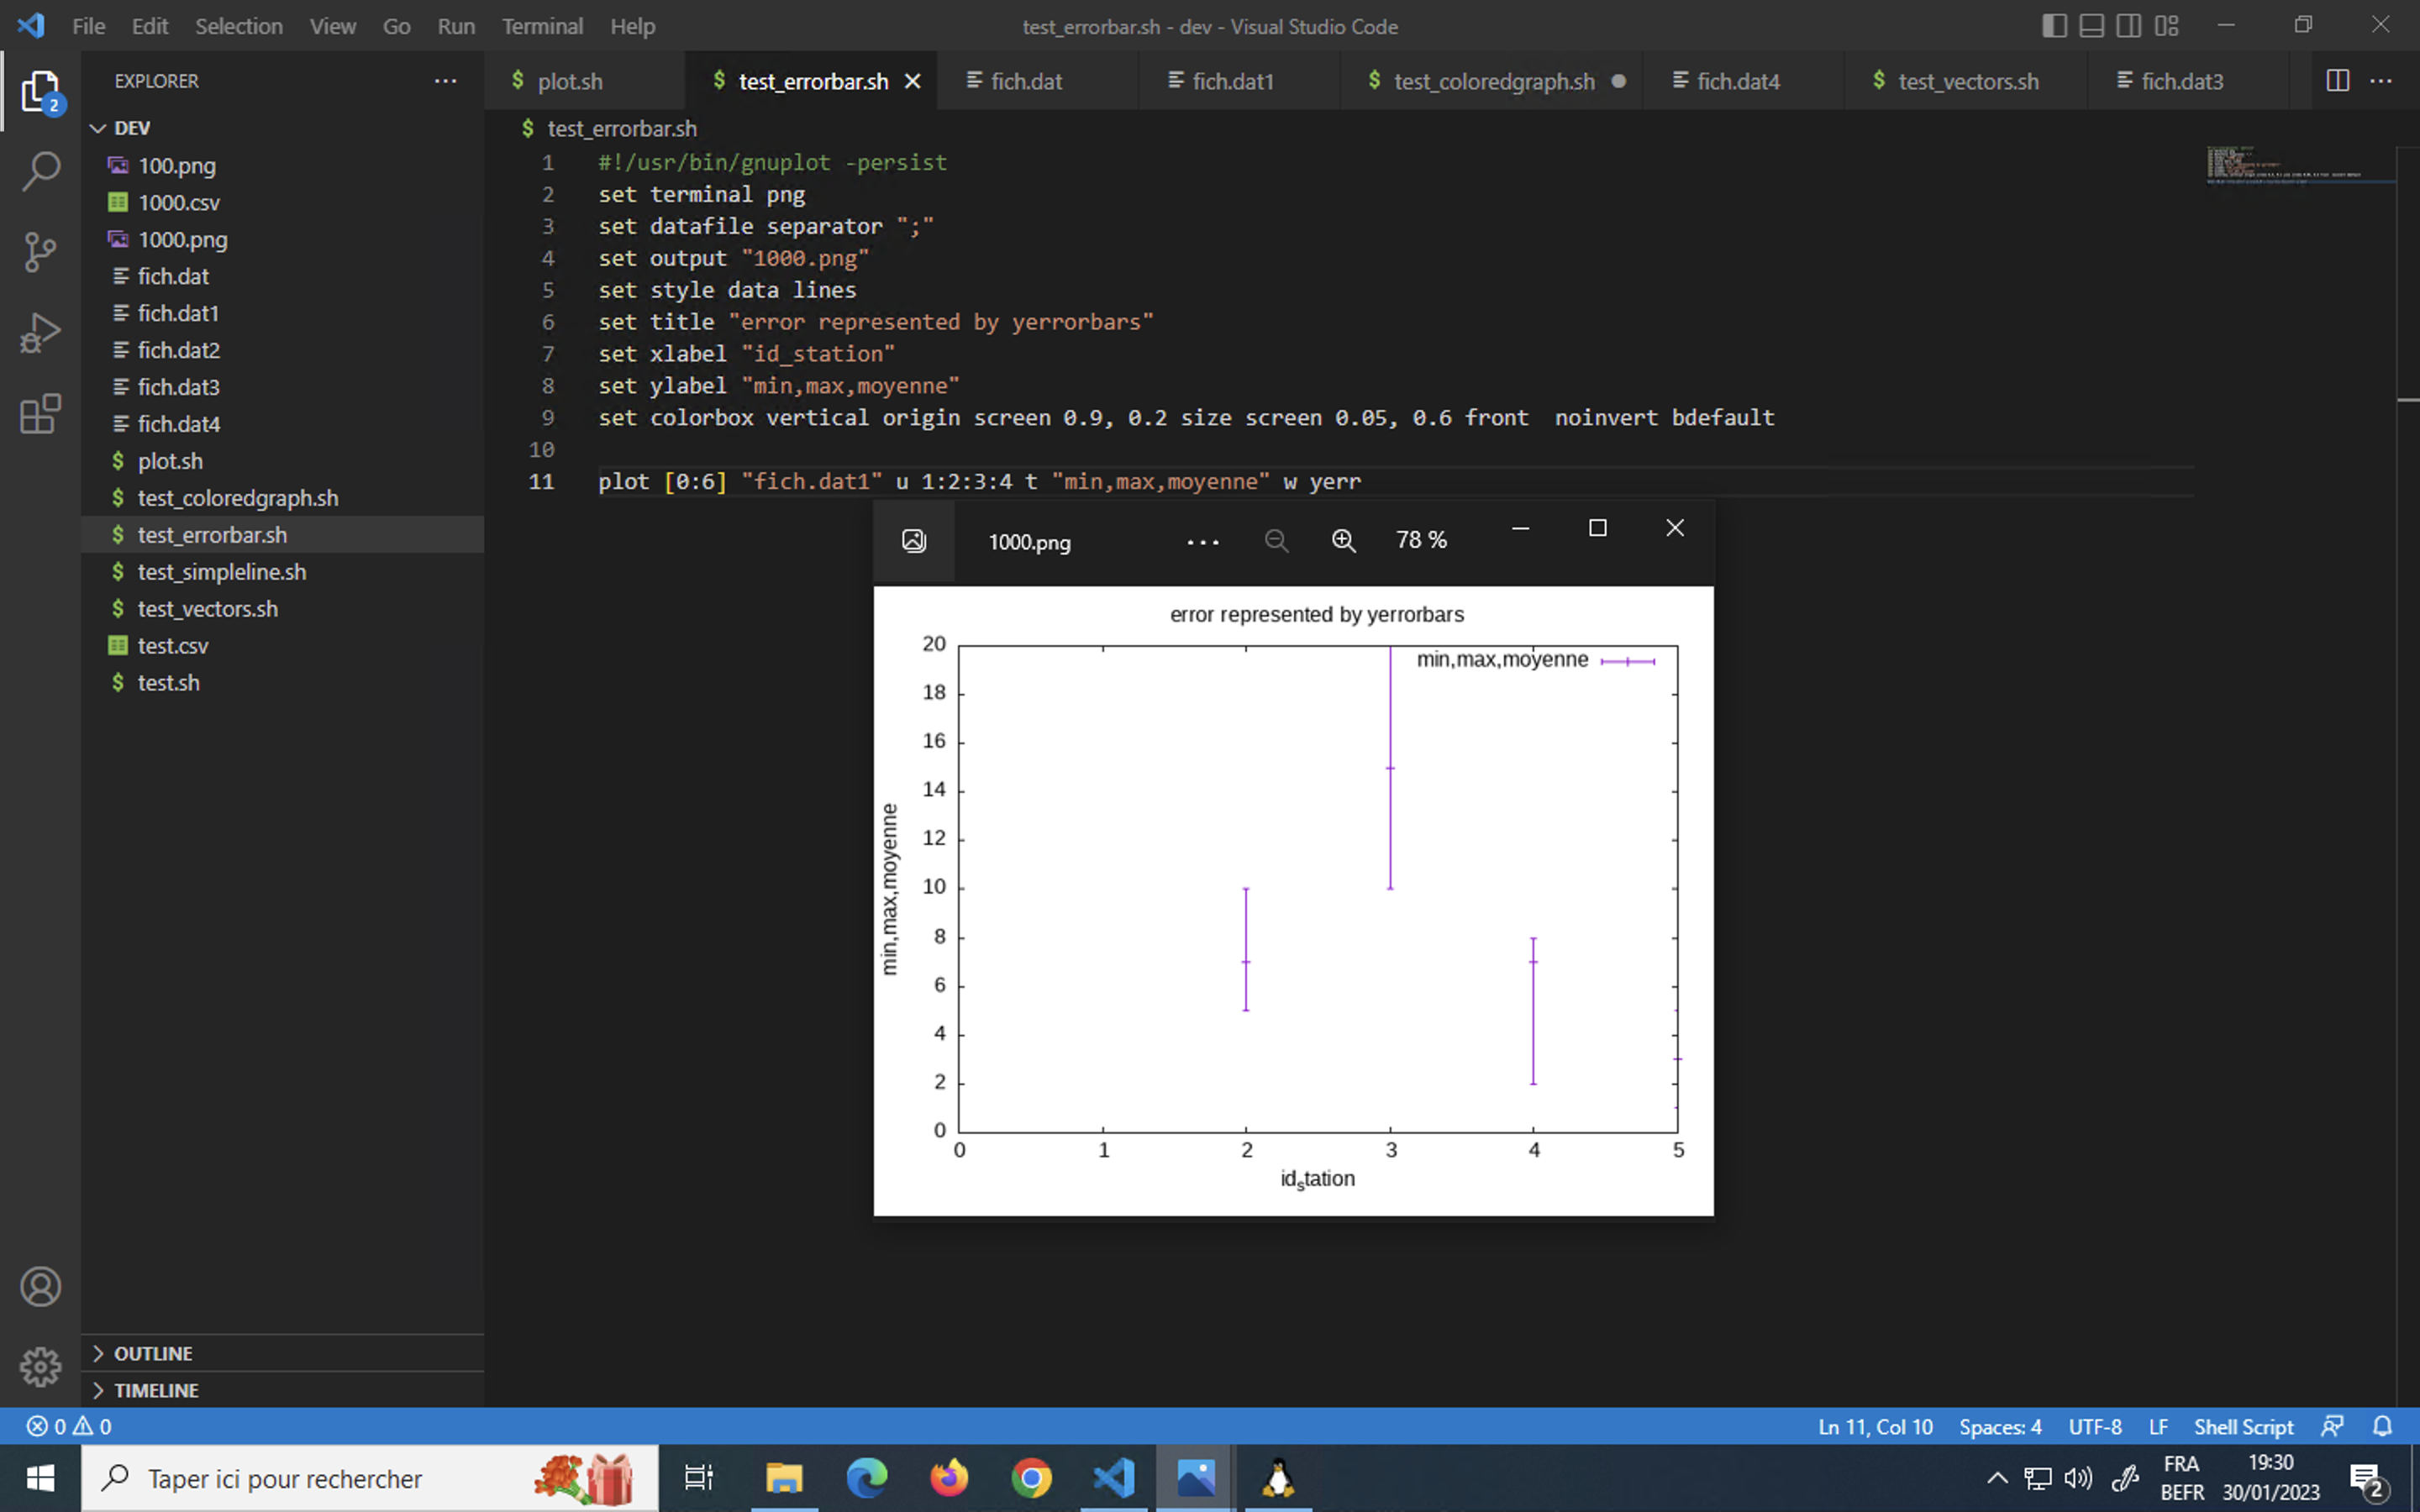 File Edit Selection View Go Run Terminal Help
test_errorbar.sh - dev - Visual Studio Code
EXPLORER
2
DEV
100.png
1000.csv
1000.png
fich.dat
fich.dat1
fich.dat2
fich.dat3
fich.dat4
plot.sh
test_coloredgraph.sh
test_errorbar.sh
test_simpleline.sh
test_vectors.sh
test.csv
test.sh
OUTLINE
TIMELINE
$ plot.sh $ test_errorbar.sh fich.dat fich.dat1 $ test_coloredgraph.sh fich.dat4 $ test_vectors.sh fich.dat3
$ test_errorbar.sh
1 #!/usr/bin/gnuplot -persist
2 set terminal png
3 set datafile separator ";"
4 set output "1000.png"
5 set style data lines
6 set title "error represented by yerrorbars"
7 set xlabel "id_station"
8 set ylabel "min,max,moyenne"
9 set colorbox vertical origin screen 0.9, 0.2 size screen 0.05, 0.6 front  noinvert bdefault
10
11 plot [0:6] "fich.dat1" u 1:2:3:4 t "min,max,moyenne" w yerr
1000.png ... 78 %
error represented by yerrorbars
min,max,moyenne
20
18
16
14
12
10
8
6
4
2
0
min,max,moyenne
0 1 2 3 4 5
id_station
0 0
Ln 11, Col 10 Spaces: 4 UTF-8 LF Shell Script
Taper ici pour rechercher
FRA
BEFR
19:30
30/01/2023
2